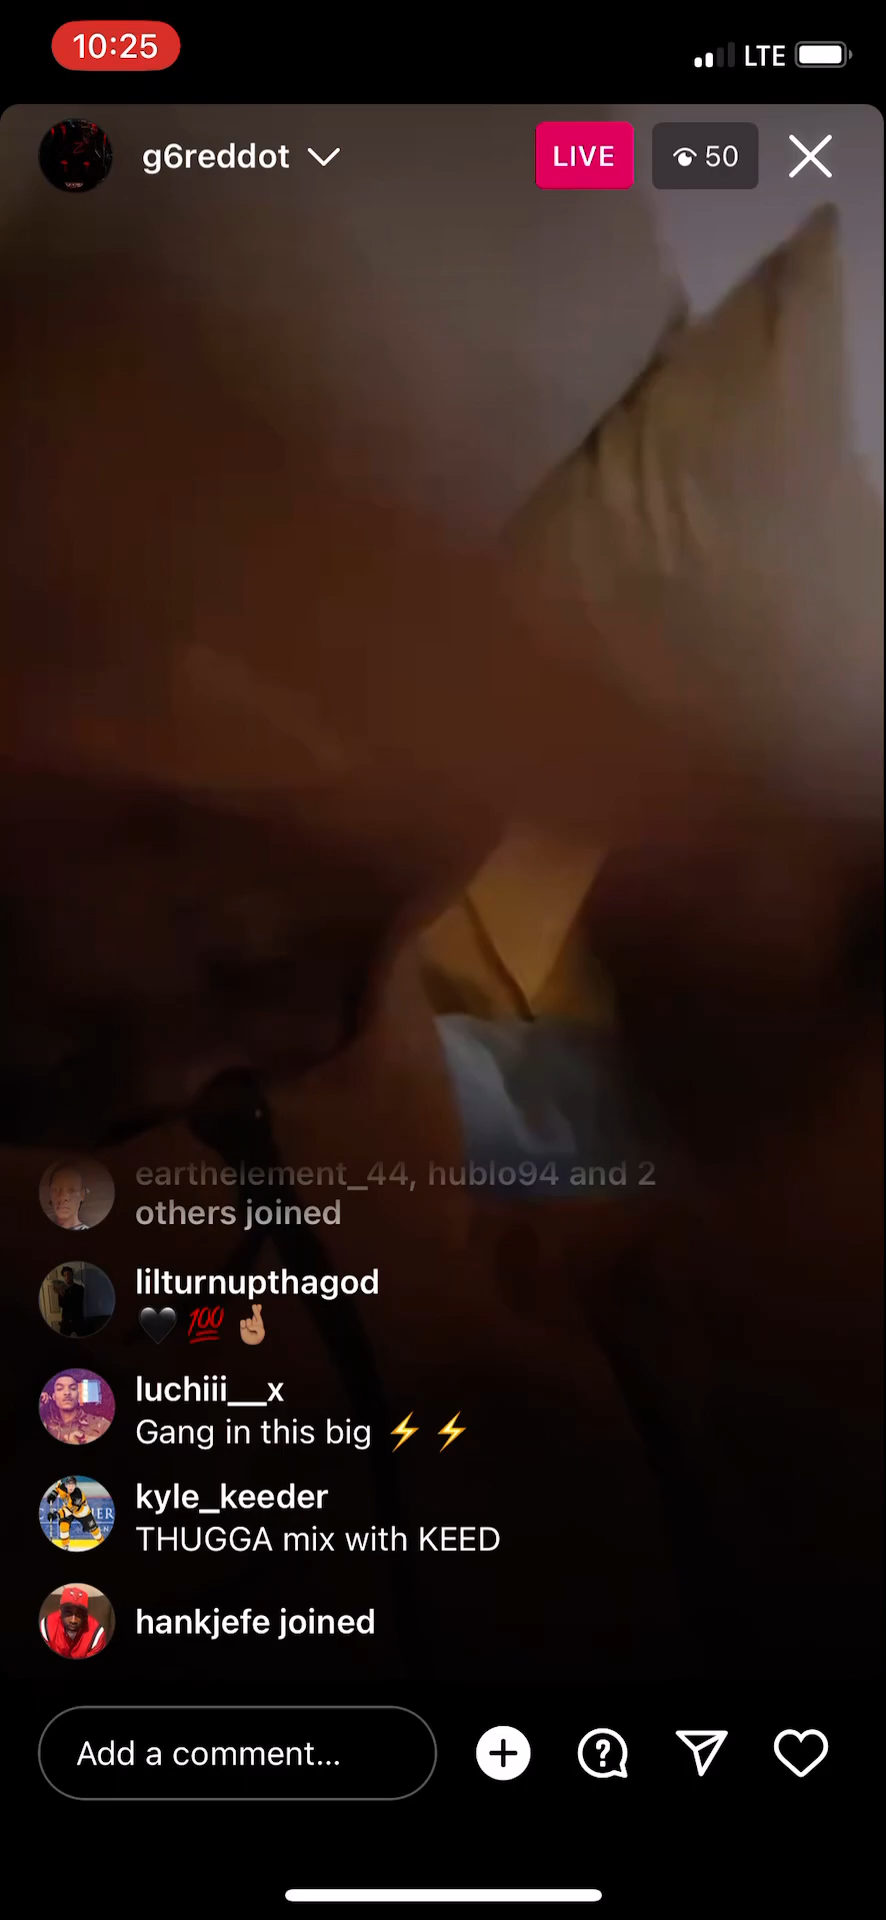 10:25
LTE
g6reddot
LIVE
50
earthelement_44, hublo94 and 2
others joined
lilturnupthagod
🖤 💯 🤞🏼
luchiii__x
Gang in this big ⚡ ⚡
kyle_keeder
THUGGA mix with KEED
hankjefe joined
Add a comment...